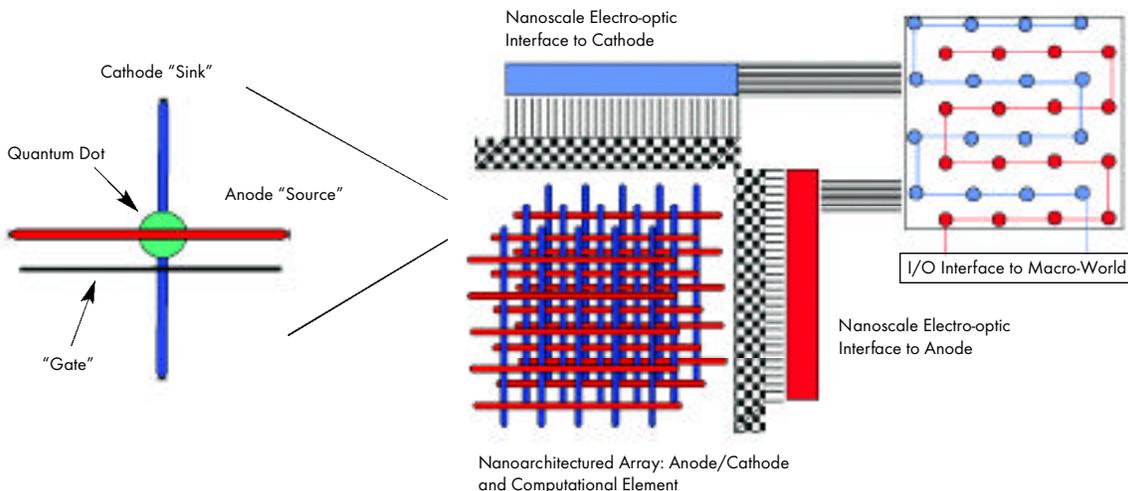 Nanoscale Electro-optic
Interface to Cathode
Cathode “Sink”
Quantum Dot
Anode “Source”
“Gate”
I/O Interface to Macro-World
Nanoscale Electro-optic
Interface to Anode
Nanoarchitectured Array: Anode/Cathode
and Computational Element